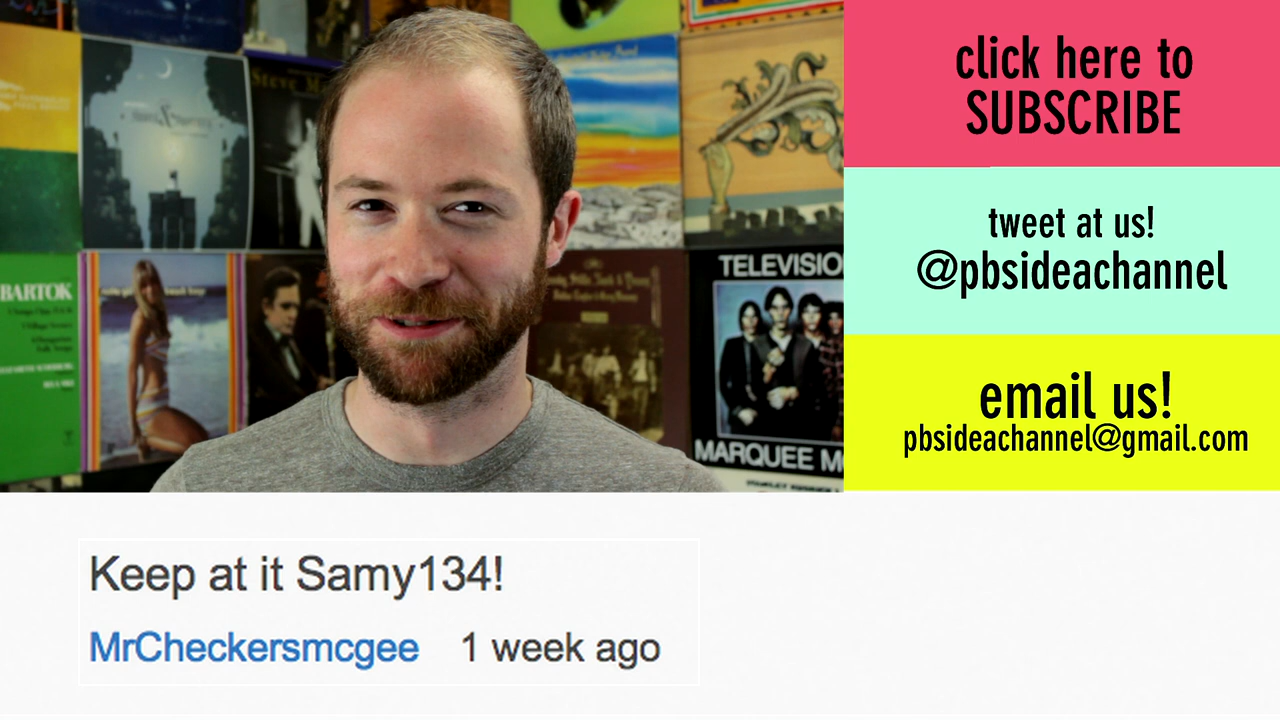 click here to
SUBSCRIBE
tweet at us!
@pbsideachannel
email us!
pbsideachannel@gmail.com
BARTOK
TELEVISIO
MARQUEE M
Keep at it Samy134!
MrCheckersmcgee 1 week ago